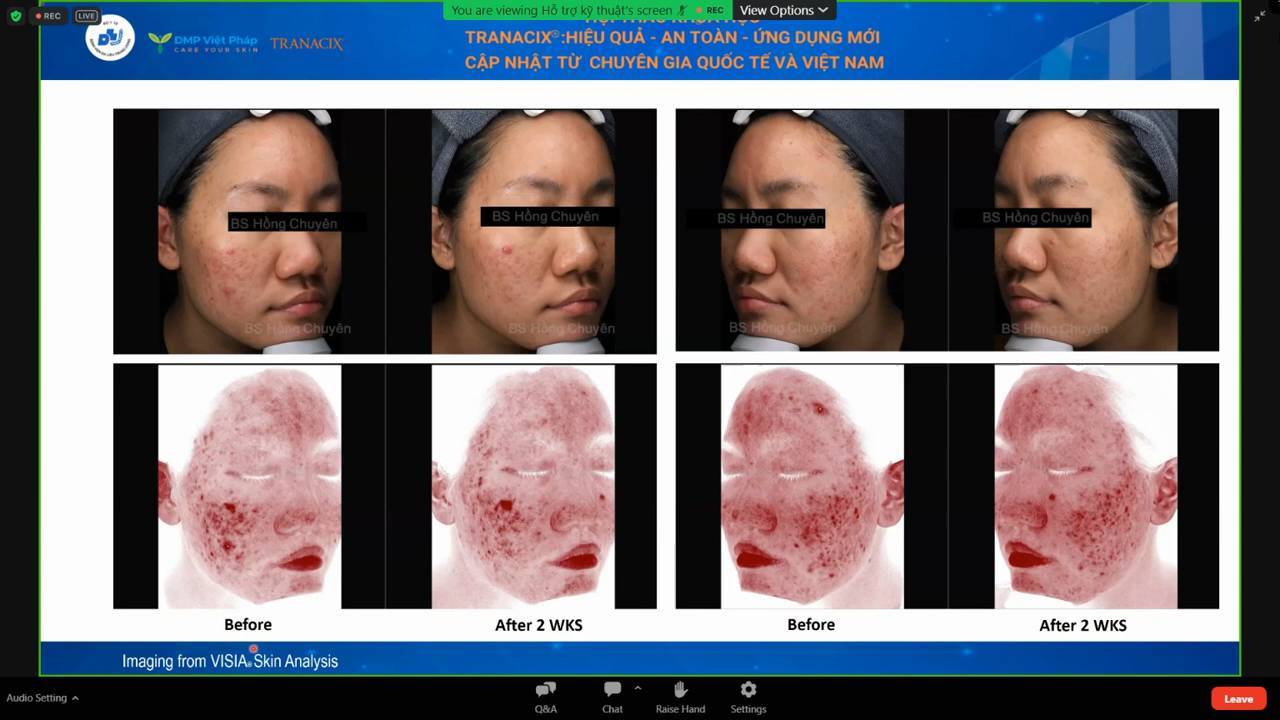 REC
LIVE
You are viewing Hỗ trợ kỹ thuật's screen
REC
View Options
DMP Việt Pháp
CARE YOUR SKIN
TRANACIX
HỘI THẢO KHOA HỌC
TRANACIX®:HIỆU QUẢ - AN TOÀN - ỨNG DỤNG MỚI
CẬP NHẬT TỪ CHUYÊN GIA QUỐC TẾ VÀ VIỆT NAM
BS Hồng Chuyên
BS Hồng Chuyên
BS Hồng Chuyên
BS Hồng Chuyên
BS Hồng Chuyên
BS Hồng Chuyên
BS Hồng Chuyên
BS Hồng Chuyên
Before
After 2 WKS
Before
After 2 WKS
Imaging from VISIA® Skin Analysis
Audio Setting
Q&A
Chat
Raise Hand
Settings
Leave